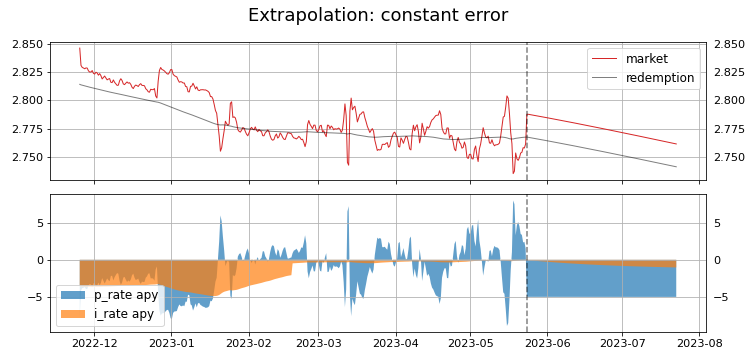 Extrapolation: constant error
2.850 2.850
2.825 2.825
2.800 2.800
2.775 2.775
2.750 2.750
market
redemption
5 5
0 0
−5 −5
p_rate apy
i_rate apy
2022-12 2023-01 2023-02 2023-03 2023-04 2023-05 2023-06 2023-07 2023-08